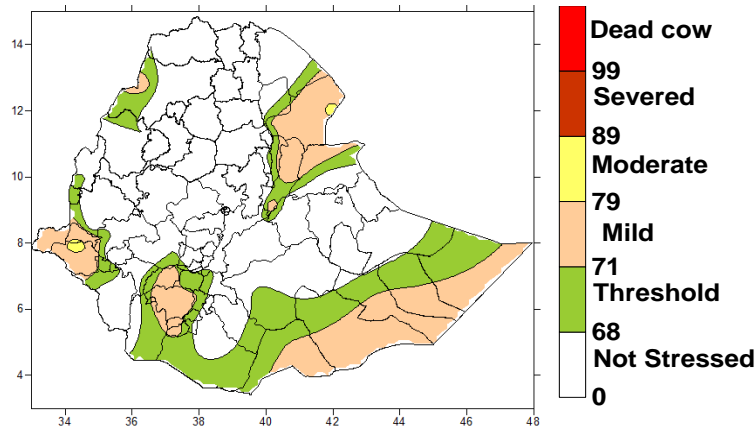 14
12
10
8
6
4
34 36 38 40 42 44 46 48
Dead cow
99
Severed
89
Moderate
79
Mild
71
Threshold
68
Not Stressed
0